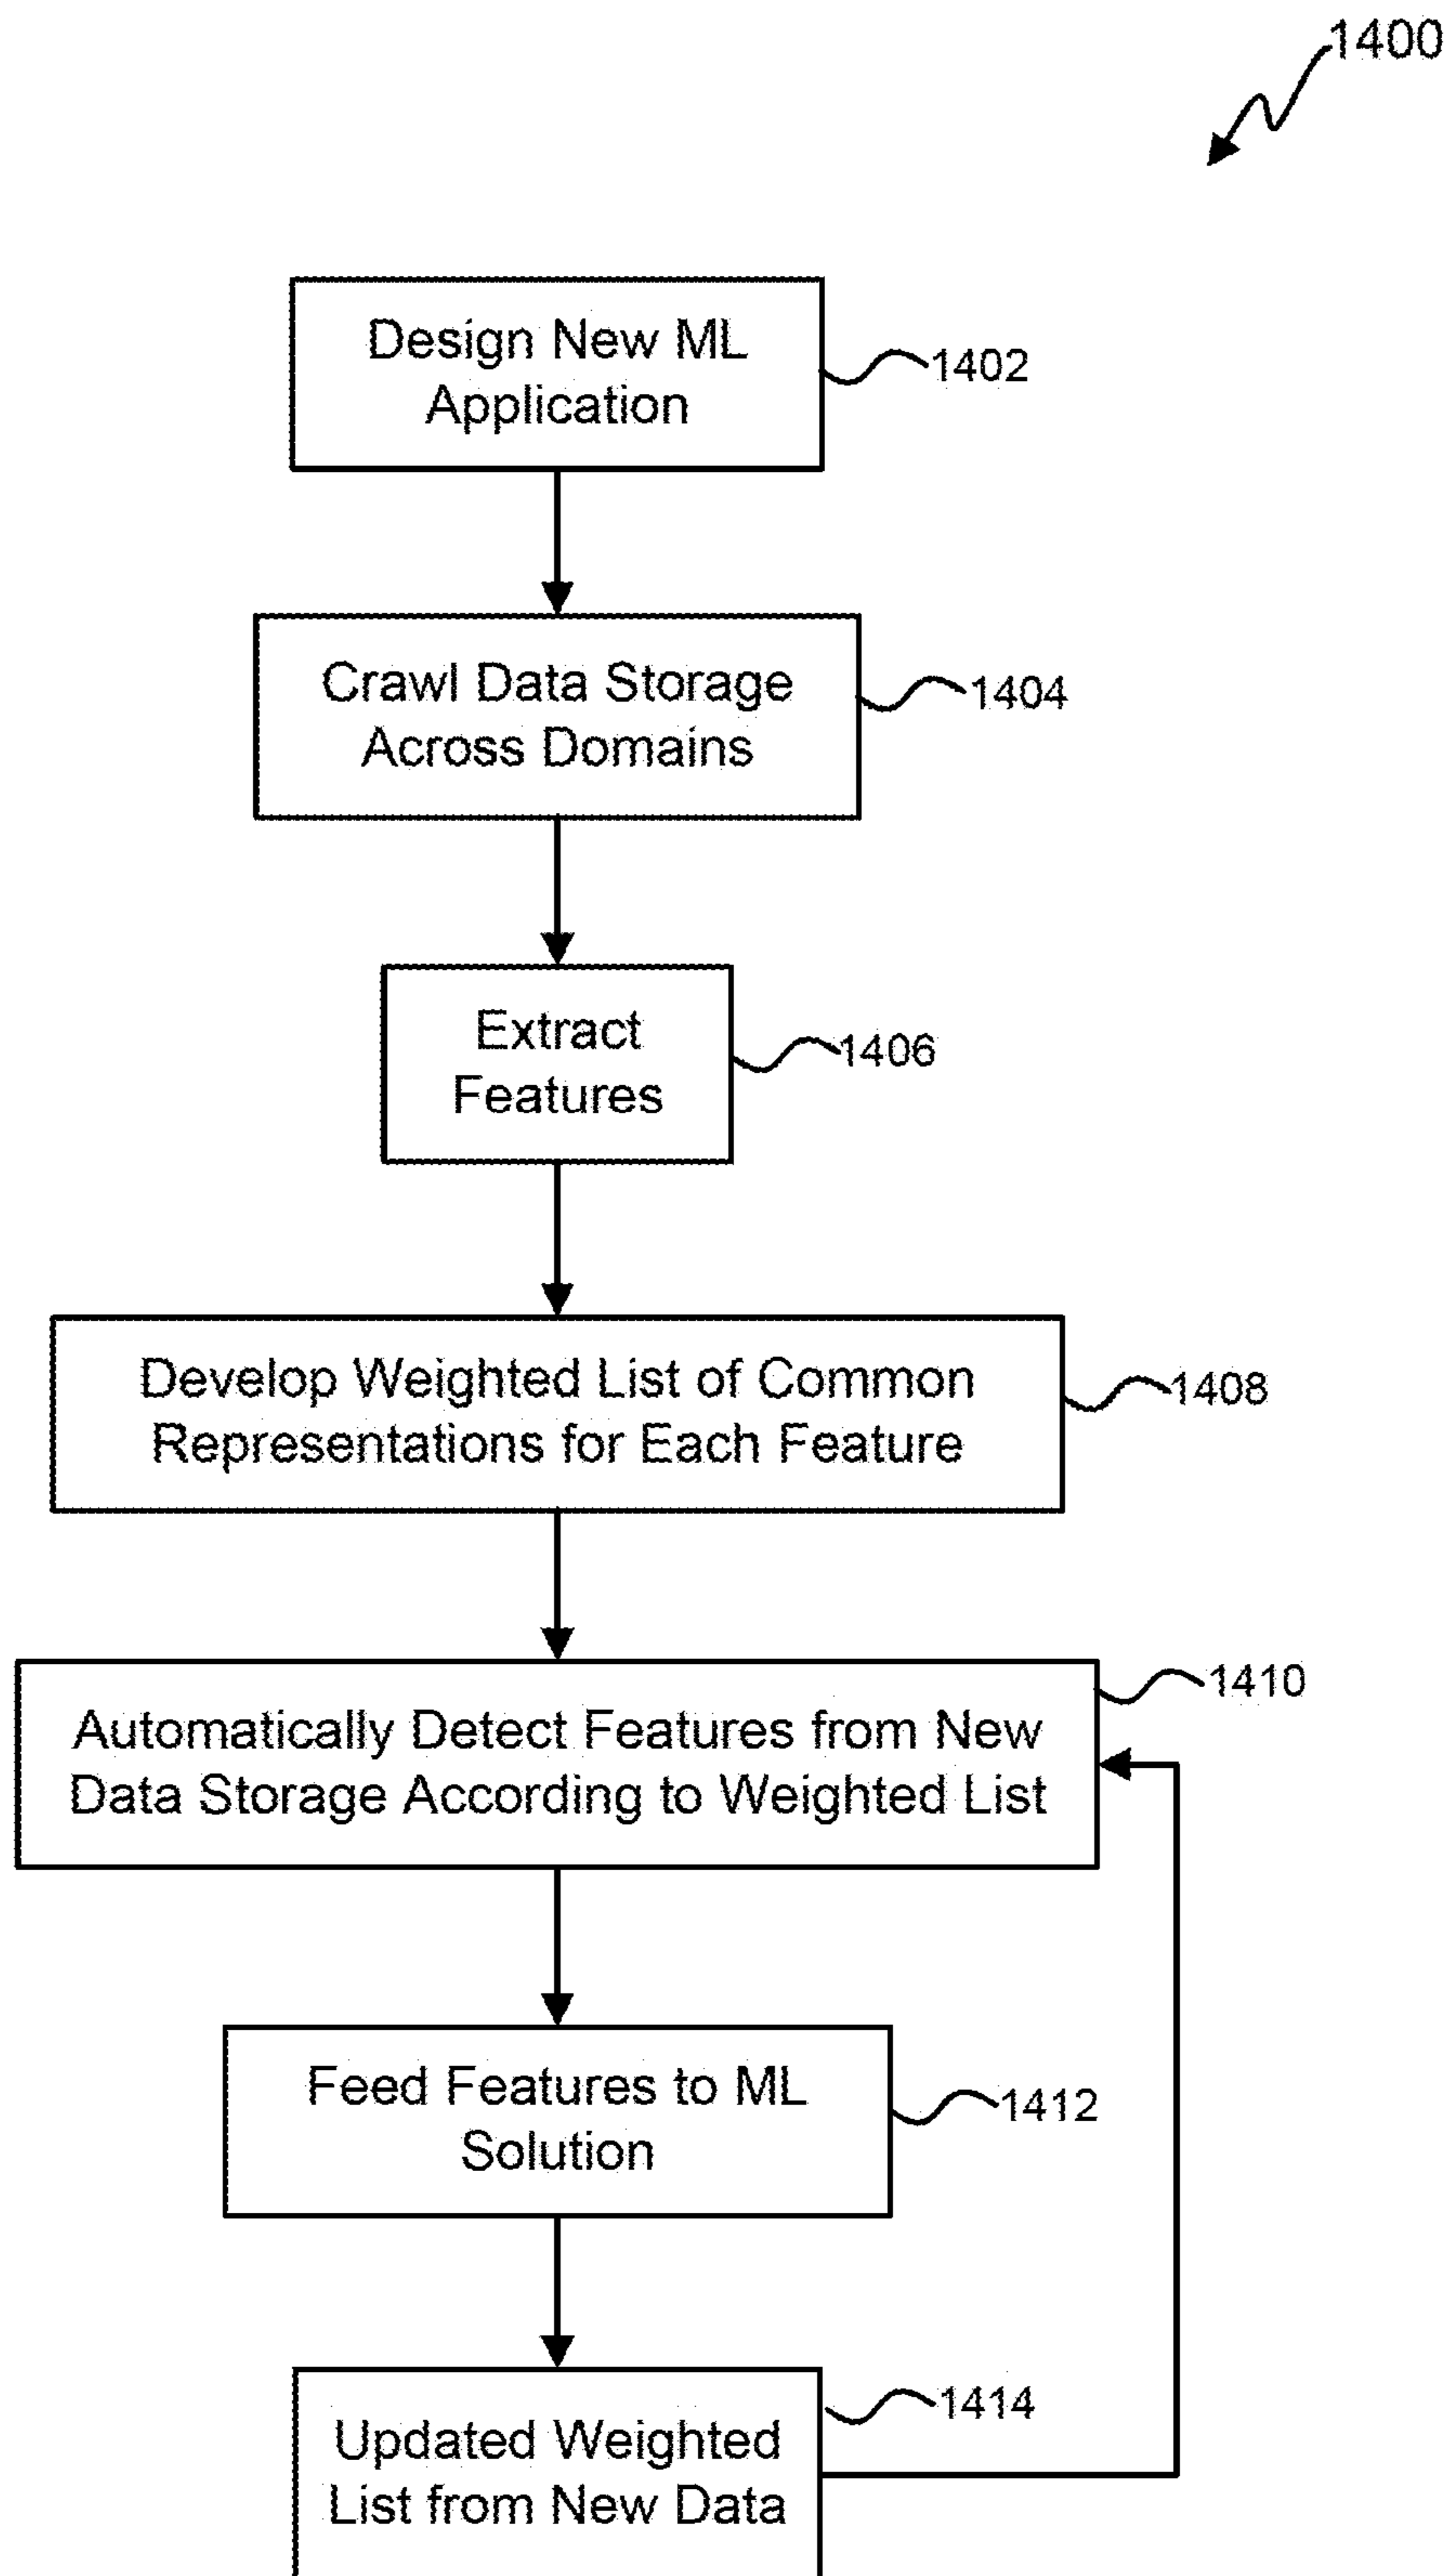 1400
Design New ML
Application
1402
Crawl Data Storage
Across Domains
1404
Extract
Features
1406
Develop Weighted List of Common
Representations for Each Feature
1408
Automatically Detect Features from New
Data Storage According to Weighted List
1410
Feed Features to ML
Solution
1412
Updated Weighted
List from New Data
1414